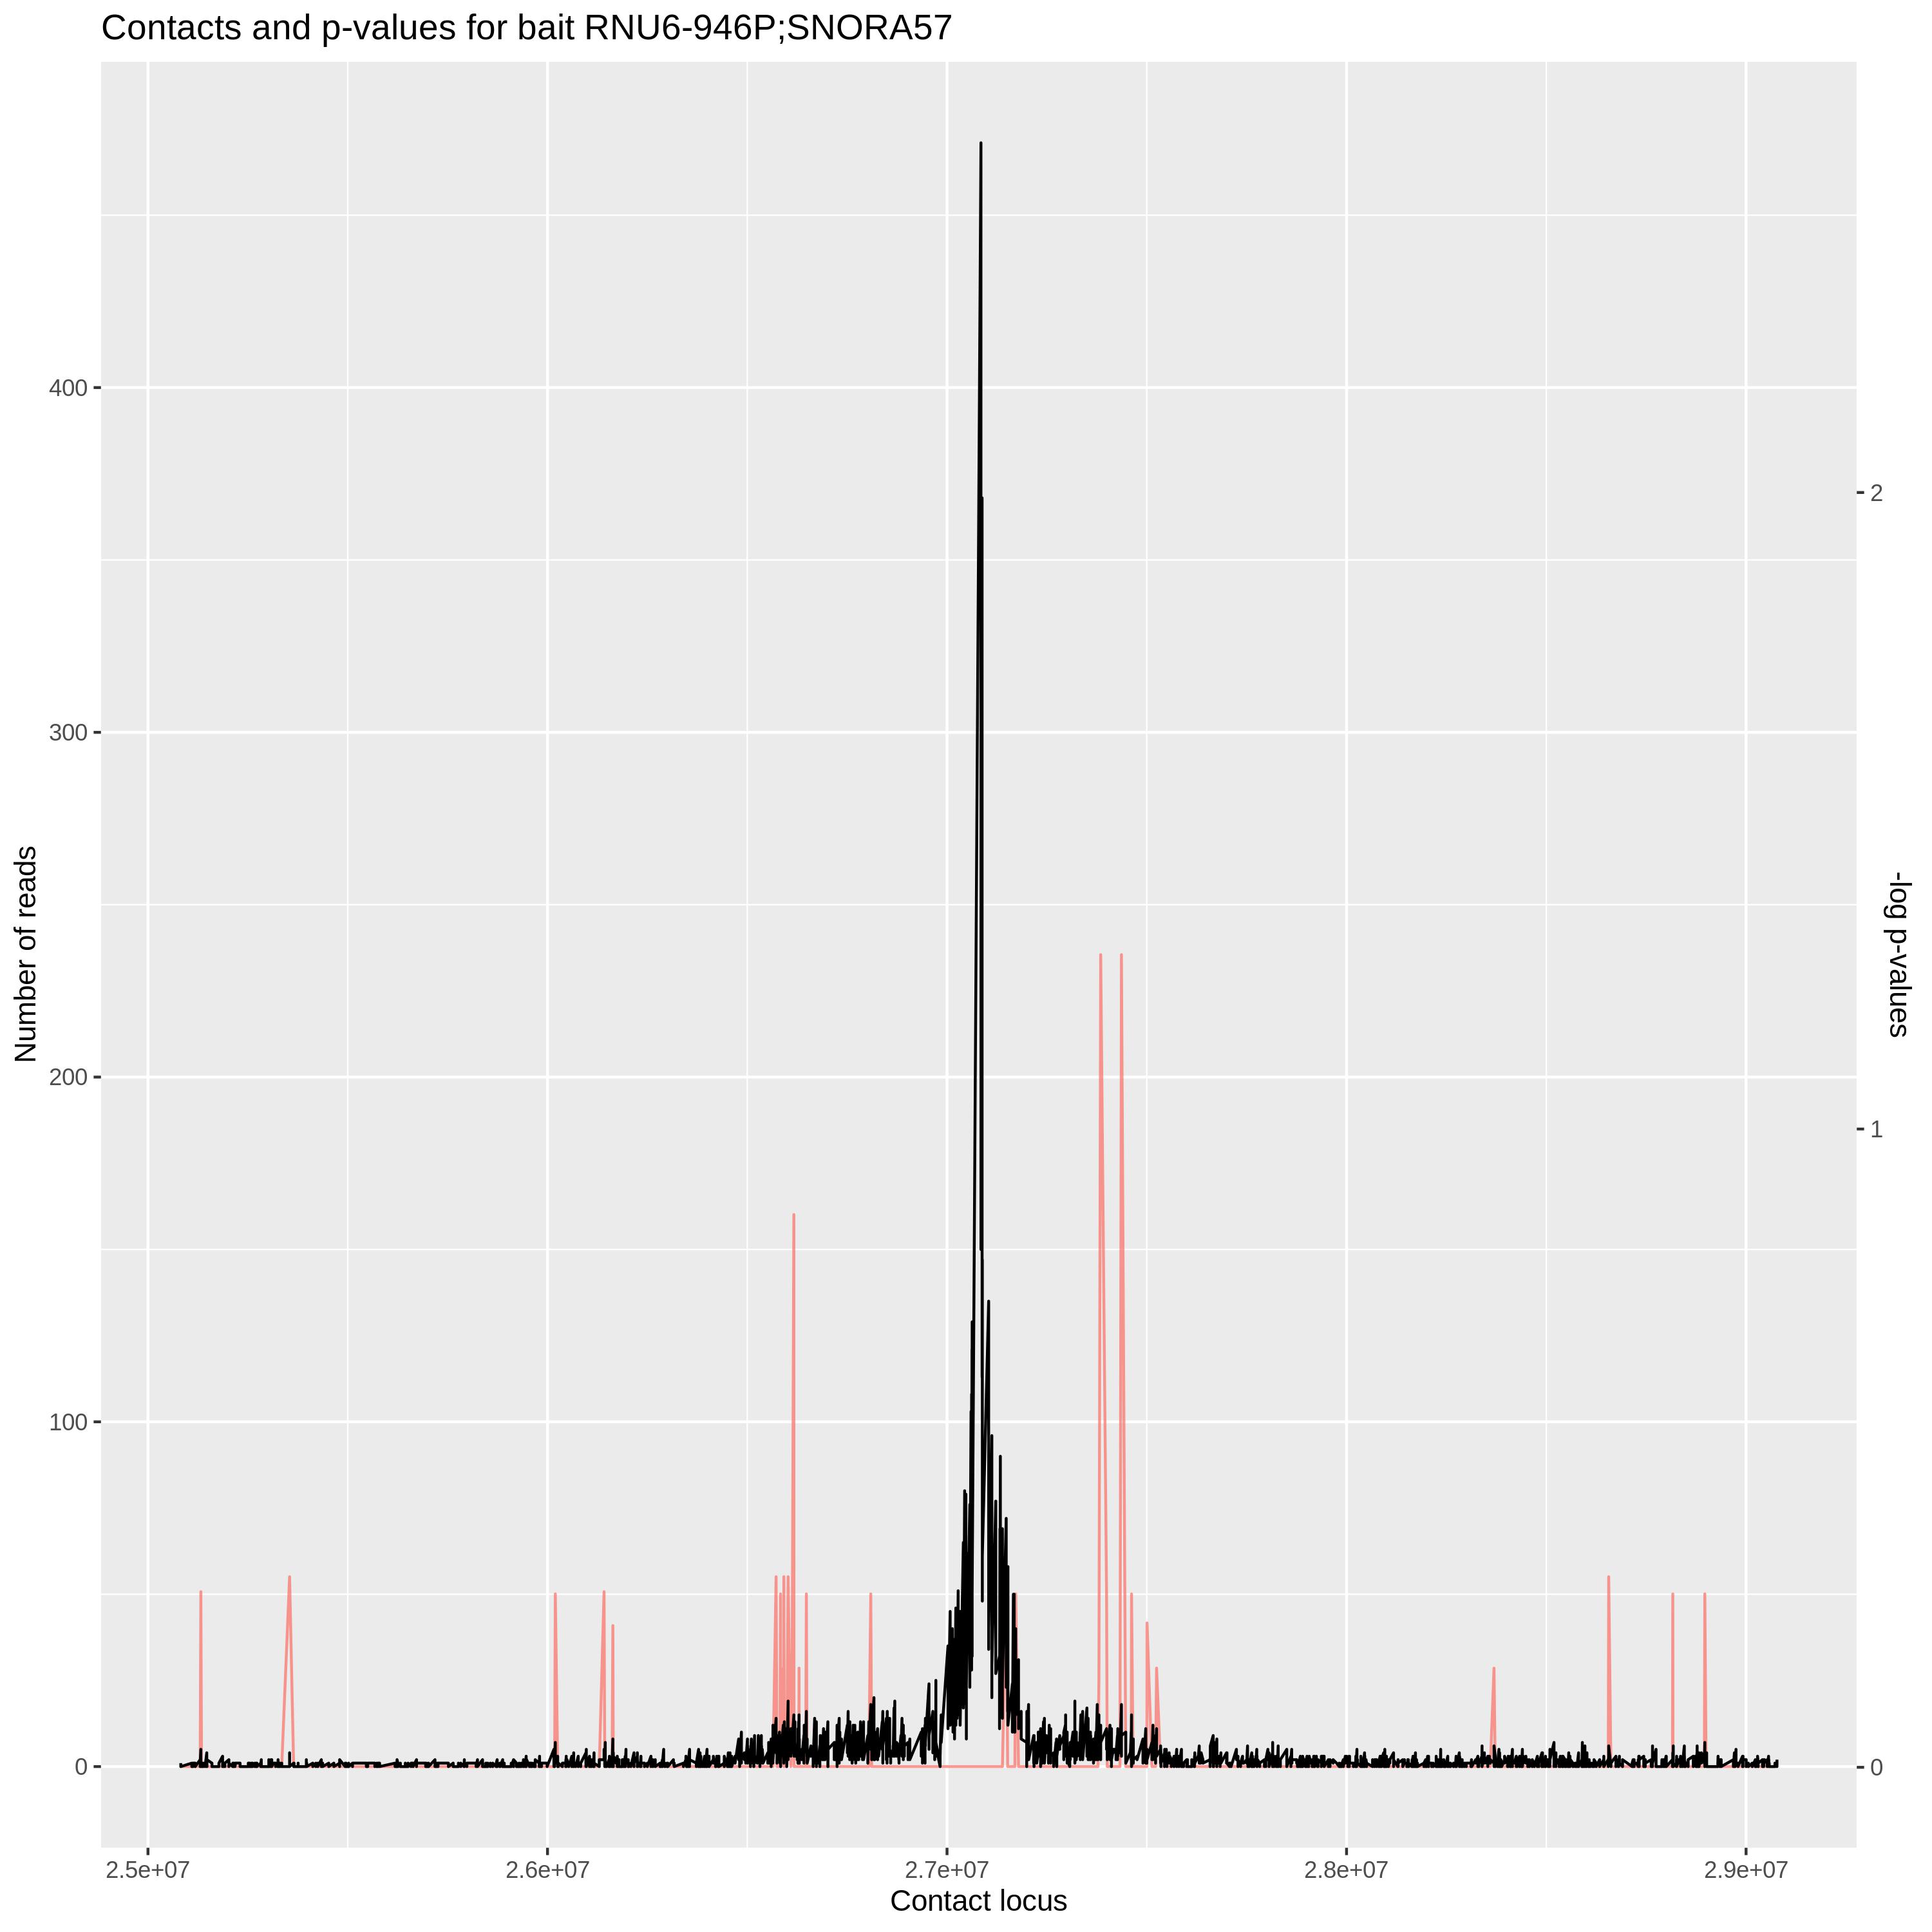 Contacts and p-values for bait RNU6-946P;SNORA57
400
300
200
100
0
Number of reads
2
1
0
-log p-values
2.5e+07 2.6e+07 2.7e+07 2.8e+07 2.9e+07
Contact locus